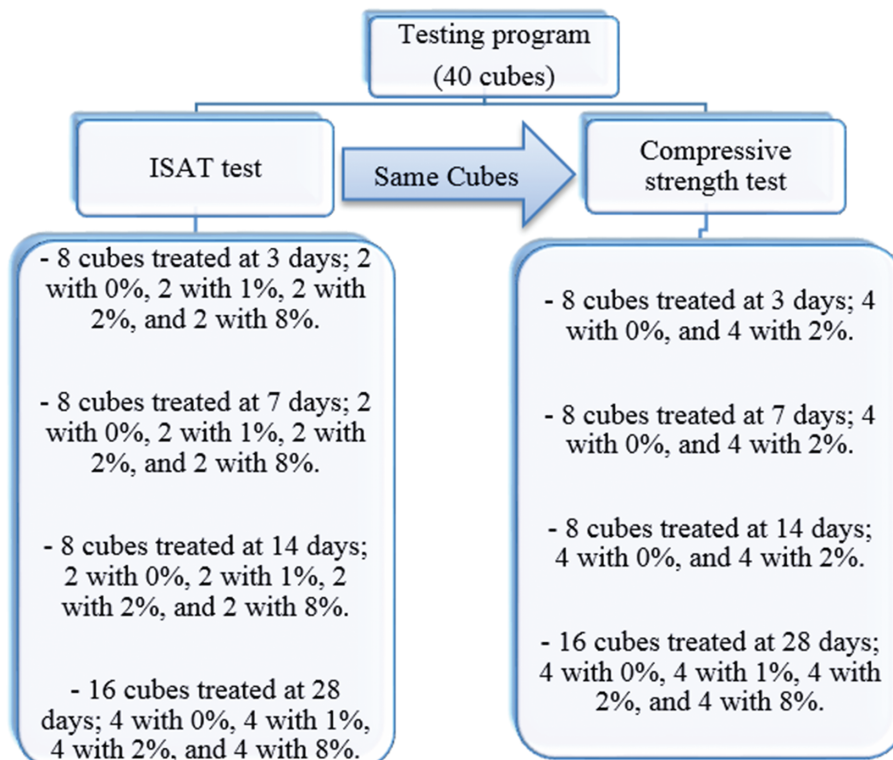 Testing program
(40 cubes)
ISAT test
Same Cubes
Compressive
strength test
- 8 cubes treated at 3 days; 2
with 0%, 2 with 1%, 2 with
2%, and 2 with 8%.
- 8 cubes treated at 7 days; 2
with 0%, 2 with 1%, 2 with
2%, and 2 with 8%.
- 8 cubes treated at 14 days;
2 with 0%, 2 with 1%, 2
with 2%, and 2 with 8%.
- 16 cubes treated at 28
days; 4 with 0%, 4 with 1%,
4 with 2%, and 4 with 8%.
- 8 cubes treated at 3 days; 4
with 0%, and 4 with 2%.
- 8 cubes treated at 7 days; 4
with 0%, and 4 with 2%.
- 8 cubes treated at 14 days;
4 with 0%, and 4 with 2%.
- 16 cubes treated at 28 days;
4 with 0%, 4 with 1%, 4 with
2%, and 4 with 8%.